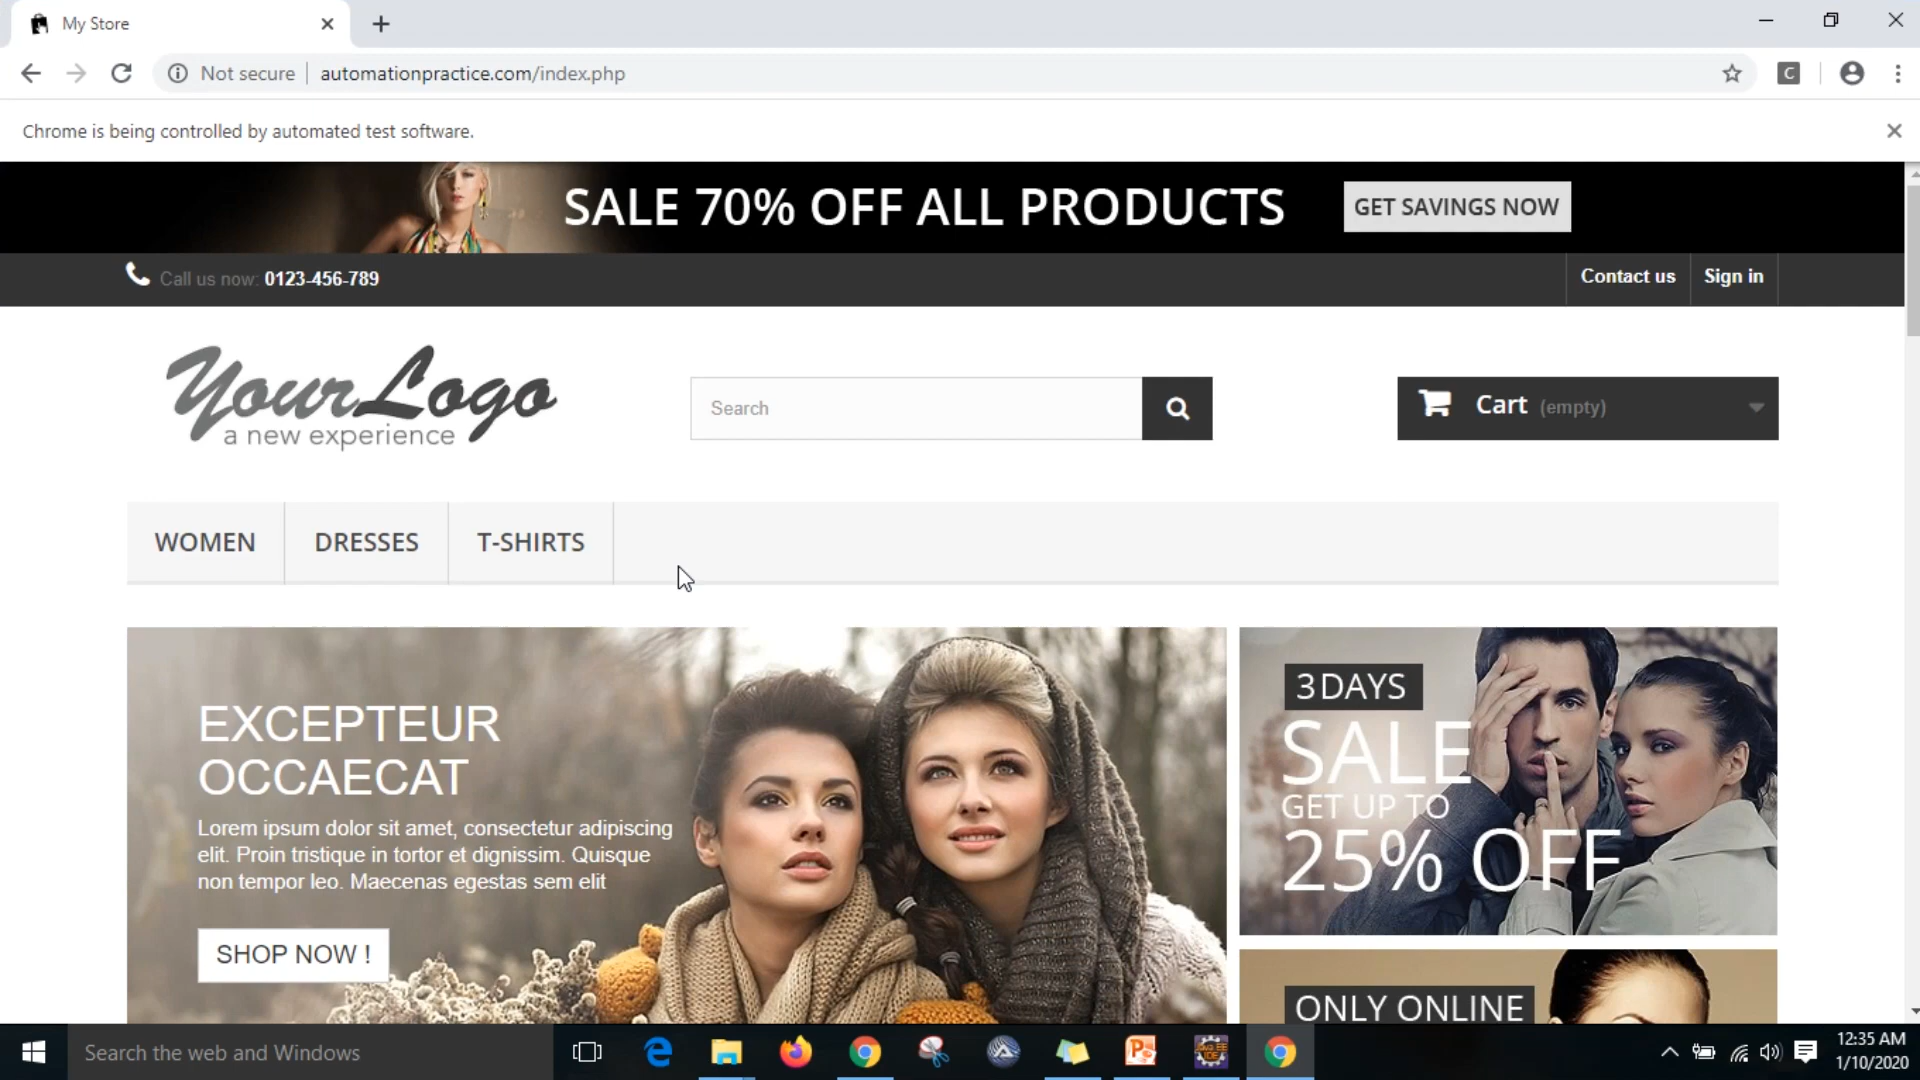 My Store
Not secure
automationpractice.com/index.php
C
Chrome is being controlled by automated test software.
SALE 70% OFF ALL PRODUCTS
GET SAVINGS NOW
Call us now: 0123-456-789
Contact us
Sign in
Your Logo
a new experience
Search
Cart (empty)
WOMEN
DRESSES
T-SHIRTS
EXCEPTEUR
OCCAECAT
Lorem ipsum dolor sit amet, consectetur adipiscing
elit. Proin tristique in tortor et dignissim. Quisque
non tempor leo. Maecenas egestas sem elit
SHOP NOW !
3 DAYS
SALE
GET UP TO
25% OFF
ONLY ONLINE
Search the web and Windows
12:35 AM
1/10/2020